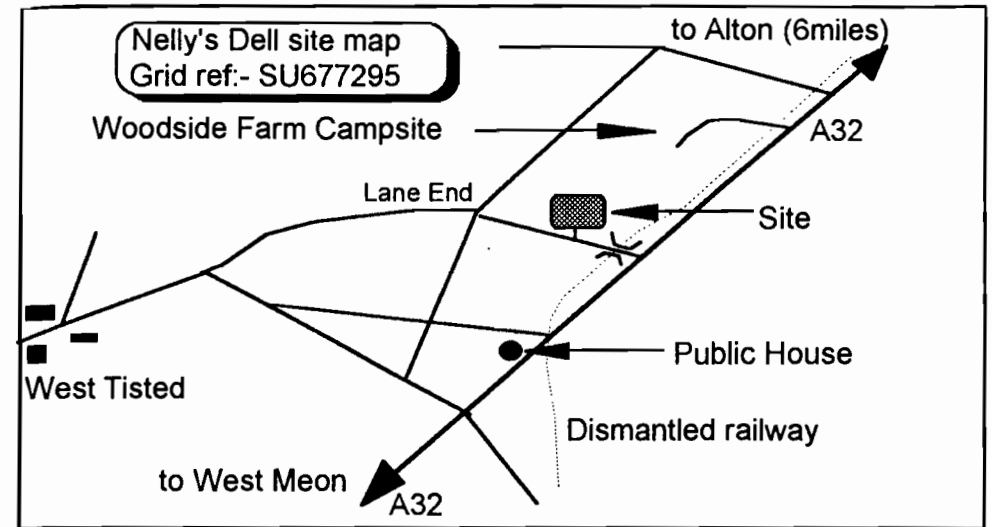 Nelly's Dell site map
Grid ref:- SU677295
to Alton (6miles)
Woodside Farm Campsite
A32
Lane End
Site
Public House
West Tisted
Dismantled railway
to West Meon
A32